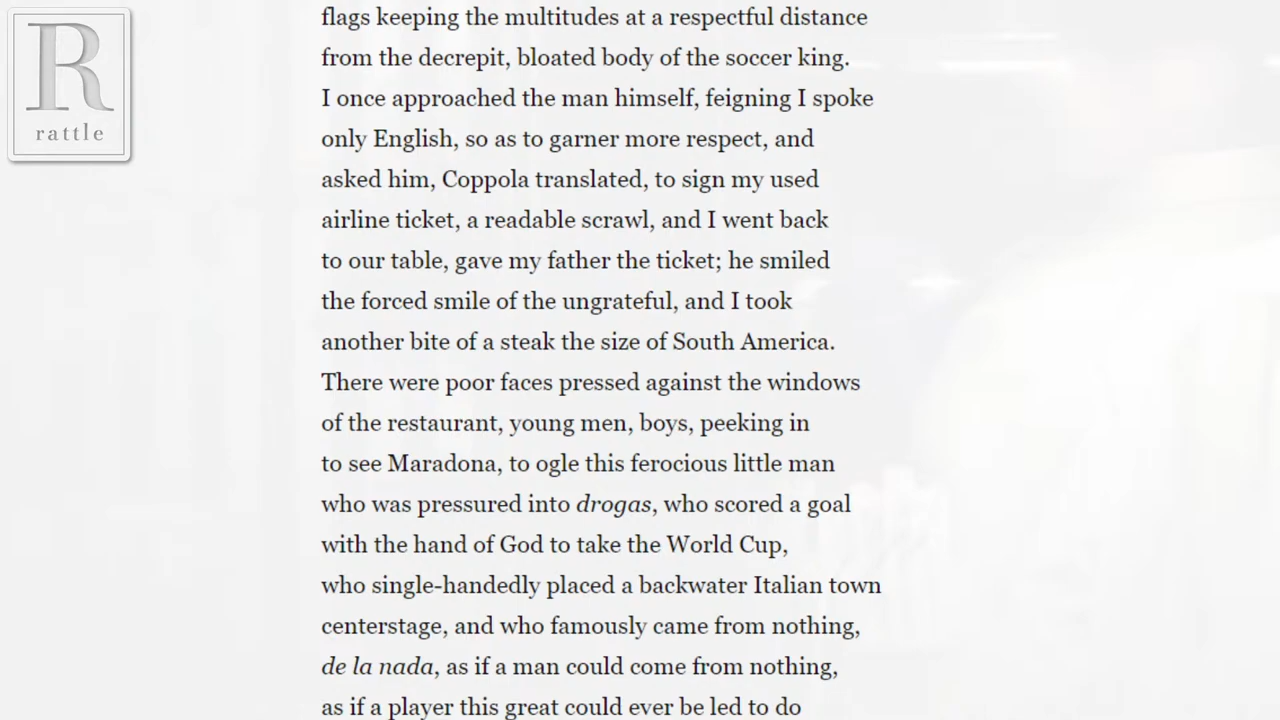 R
rattle
flags keeping the multitudes at a respectful distance
from the decrepit, bloated body of the soccer king.
I once approached the man himself, feigning I spoke
only English, so as to garner more respect, and
asked him, Coppola translated, to sign my used
airline ticket, a readable scrawl, and I went back
to our table, gave my father the ticket; he smiled
the forced smile of the ungrateful, and I took
another bite of a steak the size of South America.
There were poor faces pressed against the windows
of the restaurant, young men, boys, peeking in
to see Maradona, to ogle this ferocious little man
who was pressured into drogas, who scored a goal
with the hand of God to take the World Cup,
who single-handedly placed a backwater Italian town
centerstage, and who famously came from nothing,
de la nada, as if a man could come from nothing,
as if a player this great could ever be led to do